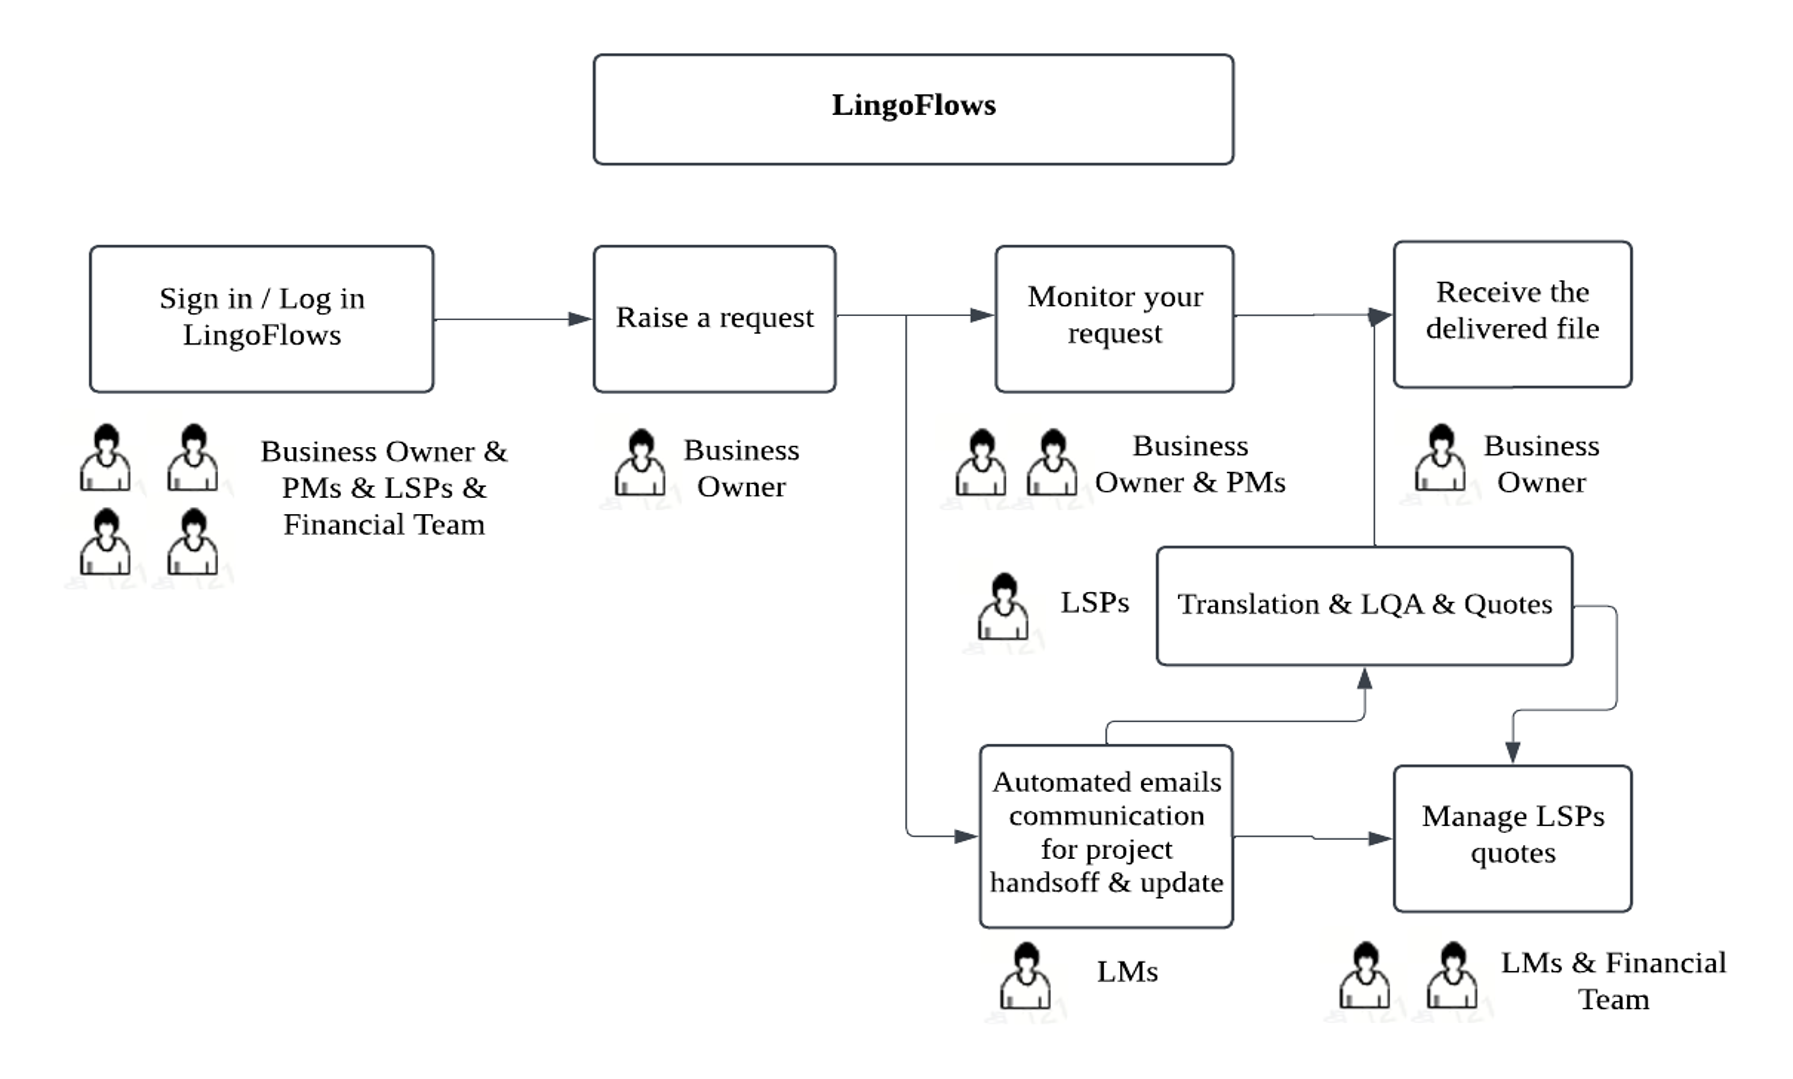 LingoFlows
Sign in / Log in
LingoFlows
Raise a request
Monitor your
request
Receive the
delivered file
Business Owner &
PMs & LSPs &
Financial Team
Business
Owner
Business
Owner & PMs
Business
Owner
LSPs
Translation & LQA & Quotes
Automated emails
communication
for project
handsoff & update
Manage LSPs
quotes
LMs
LMs & Financial
Team